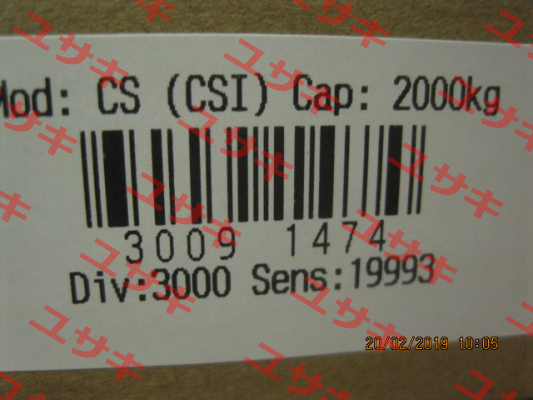 Mod: CS (CSI) Cap: 2000kg
3009 1474
Div:3000 Sens:19993
20/02/2019 10:05
ユサキ